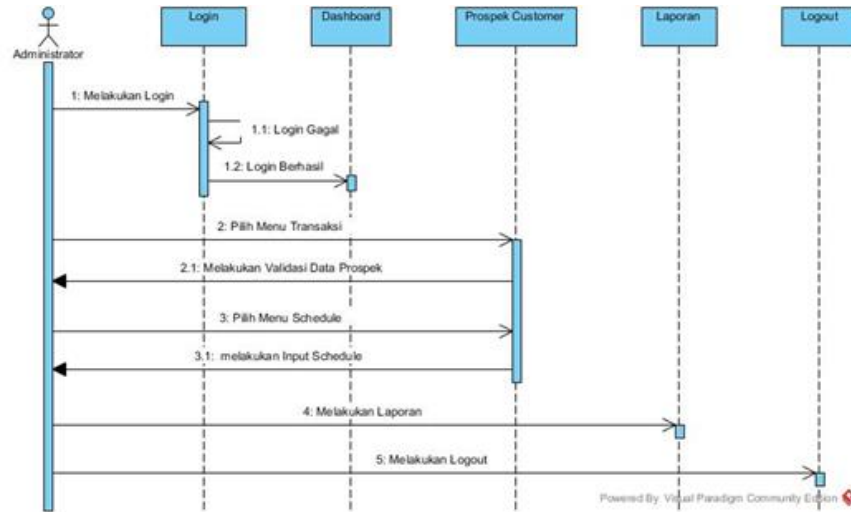 Login
Dashboard
Prospek Customer
Laporan
Logout
Administrator
1: Melakukan Login
1.1: Login Gagal
1.2: Login Berhasil
2: Pilih Menu Transaksi
2.1: Melakukan Validasi Data Prospek
3: Pilih Menu Schedule
3.1: melakukan Input Schedule
4: Melakukan Laporan
5: Melakukan Logout
Powered By Visual Paradigm Community Edition